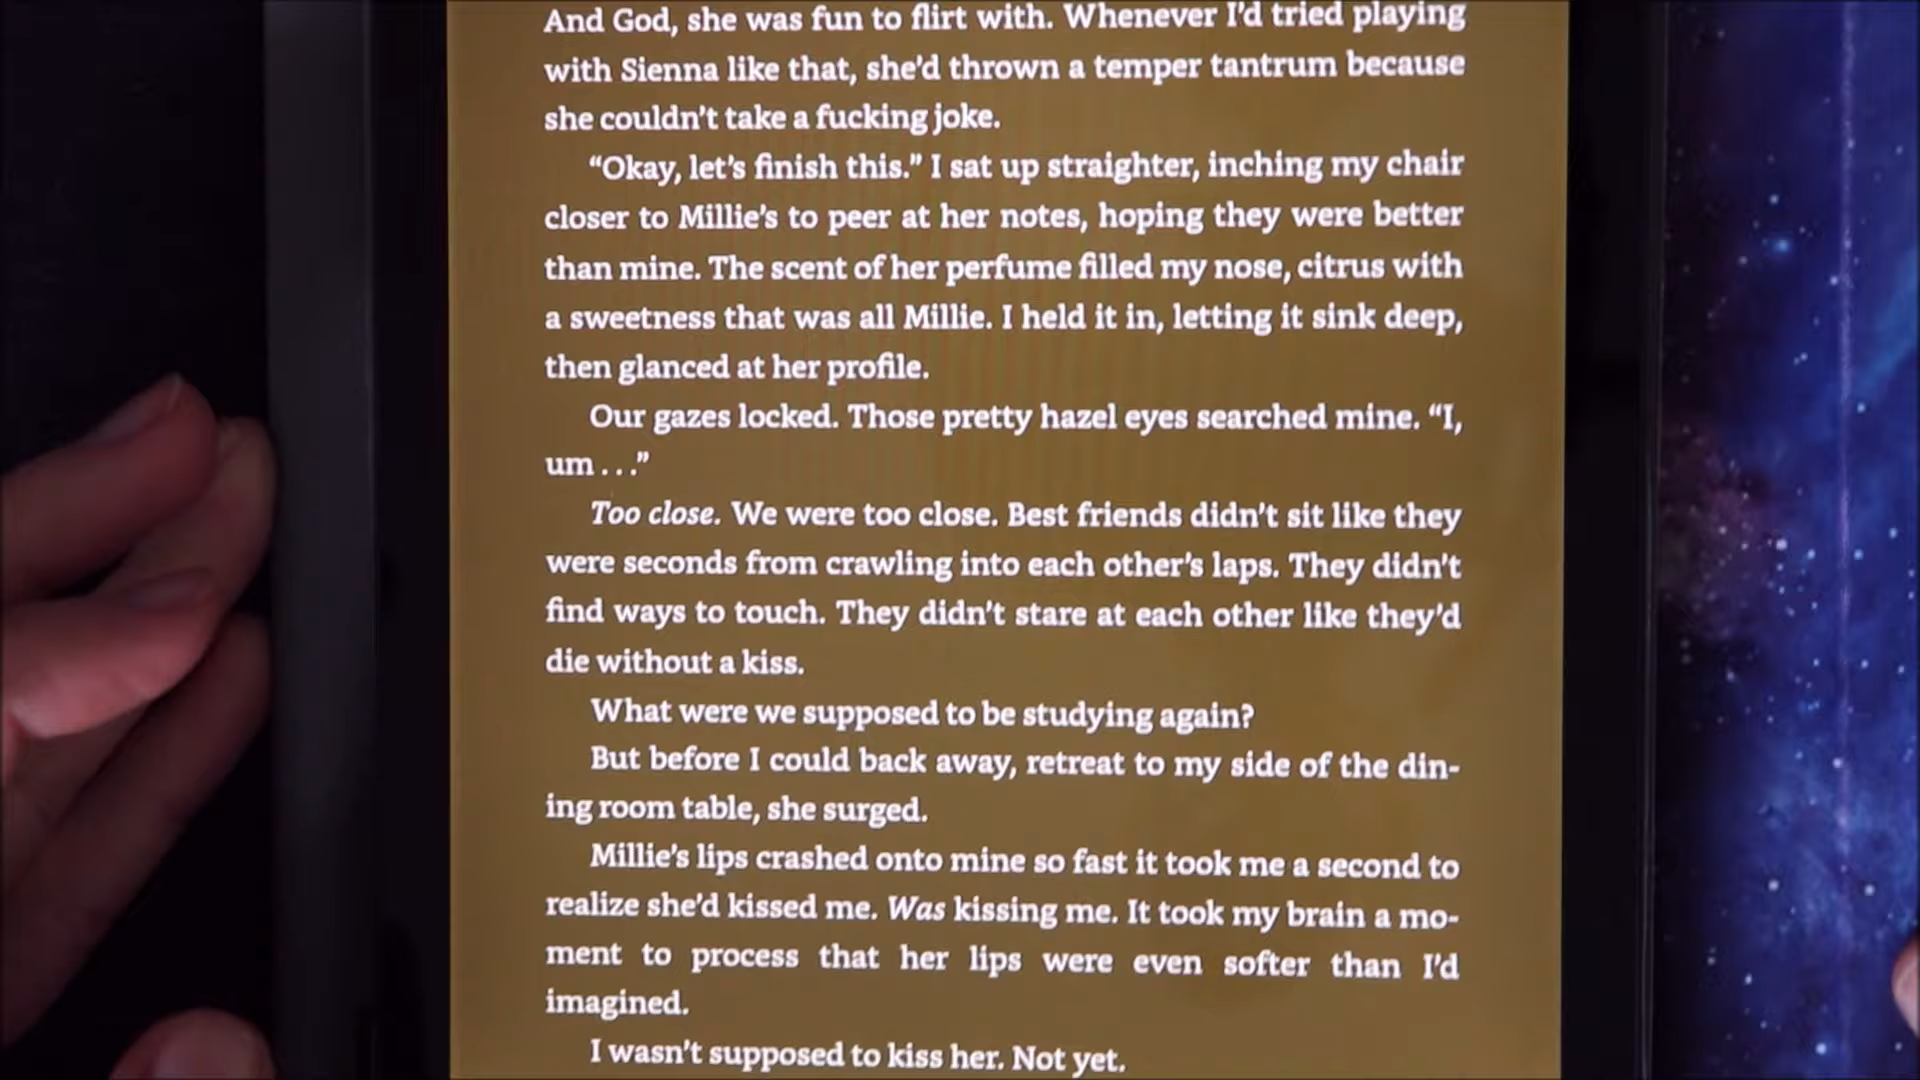 And God, she was fun to flirt with. Whenever I'd tried playing
with Sienna like that, she'd thrown a temper tantrum because
she couldn't take a fucking joke.
“Okay, let's finish this.” I sat up straighter, inching my chair
closer to Millie's to peer at her notes, hoping they were better
than mine. The scent of her perfume filled my nose, citrus with
a sweetness that was all Millie. I held it in, letting it sink deep,
then glanced at her profile.
Our gazes locked. Those pretty hazel eyes searched mine. “I,
um . . .”
Too close. We were too close. Best friends didn't sit like they
were seconds from crawling into each other's laps. They didn't
find ways to touch. They didn't stare at each other like they'd
die without a kiss.
What were we supposed to be studying again?
But before I could back away, retreat to my side of the din-
ing room table, she surged.
Millie's lips crashed onto mine so fast it took me a second to
realize she'd kissed me. Was kissing me. It took my brain a mo-
ment to process that her lips were even softer than I'd
imagined.
I wasn't supposed to kiss her. Not yet.